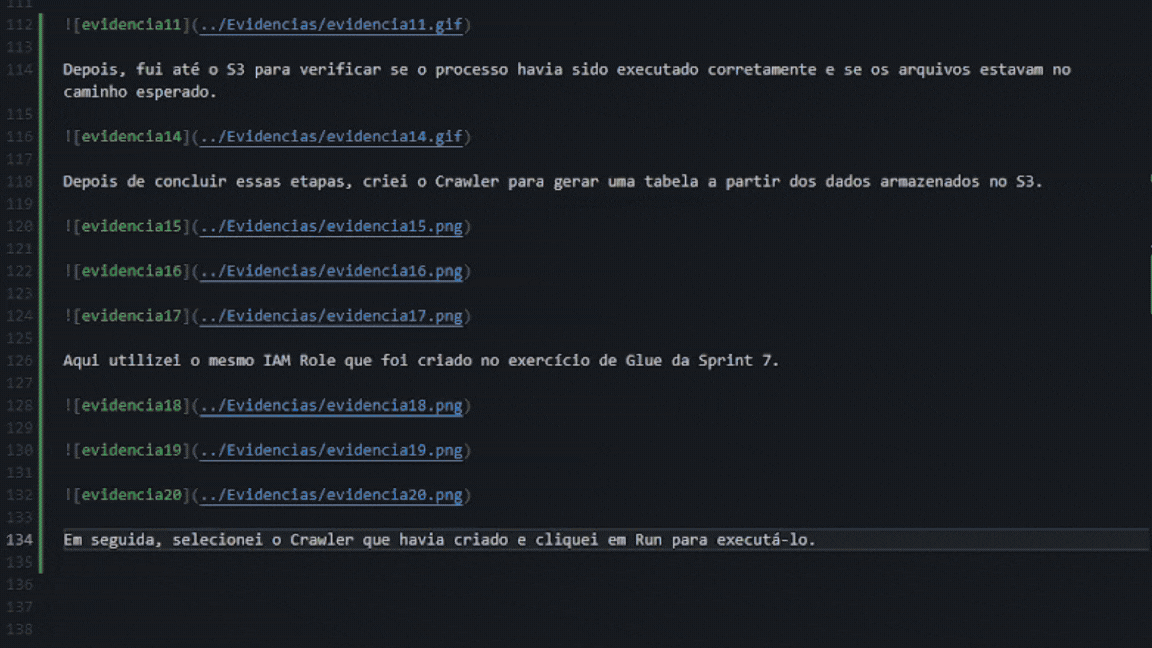 111
112 ![evidencia11](../Evidencias/evidencia11.gif)
113
114 Depois, fui até o S3 para verificar se o processo havia sido executado corretamente e se os arquivos estavam no
caminho esperado.
115
116 ![evidencia14](../Evidencias/evidencia14.gif)
117
118 Depois de concluir essas etapas, criei o Crawler para gerar uma tabela a partir dos dados armazenados no S3.
119
120 ![evidencia15](../Evidencias/evidencia15.png)
121
122 ![evidencia16](../Evidencias/evidencia16.png)
123
124 ![evidencia17](../Evidencias/evidencia17.png)
125
126 Aqui utilizei o mesmo IAM Role que foi criado no exercício de Glue da Sprint 7.
127
128 ![evidencia18](../Evidencias/evidencia18.png)
129
130 ![evidencia19](../Evidencias/evidencia19.png)
131
132 ![evidencia20](../Evidencias/evidencia20.png)
133
134 Em seguida, selecionei o Crawler que havia criado e cliquei em Run para executá-lo.
135
136
137
138